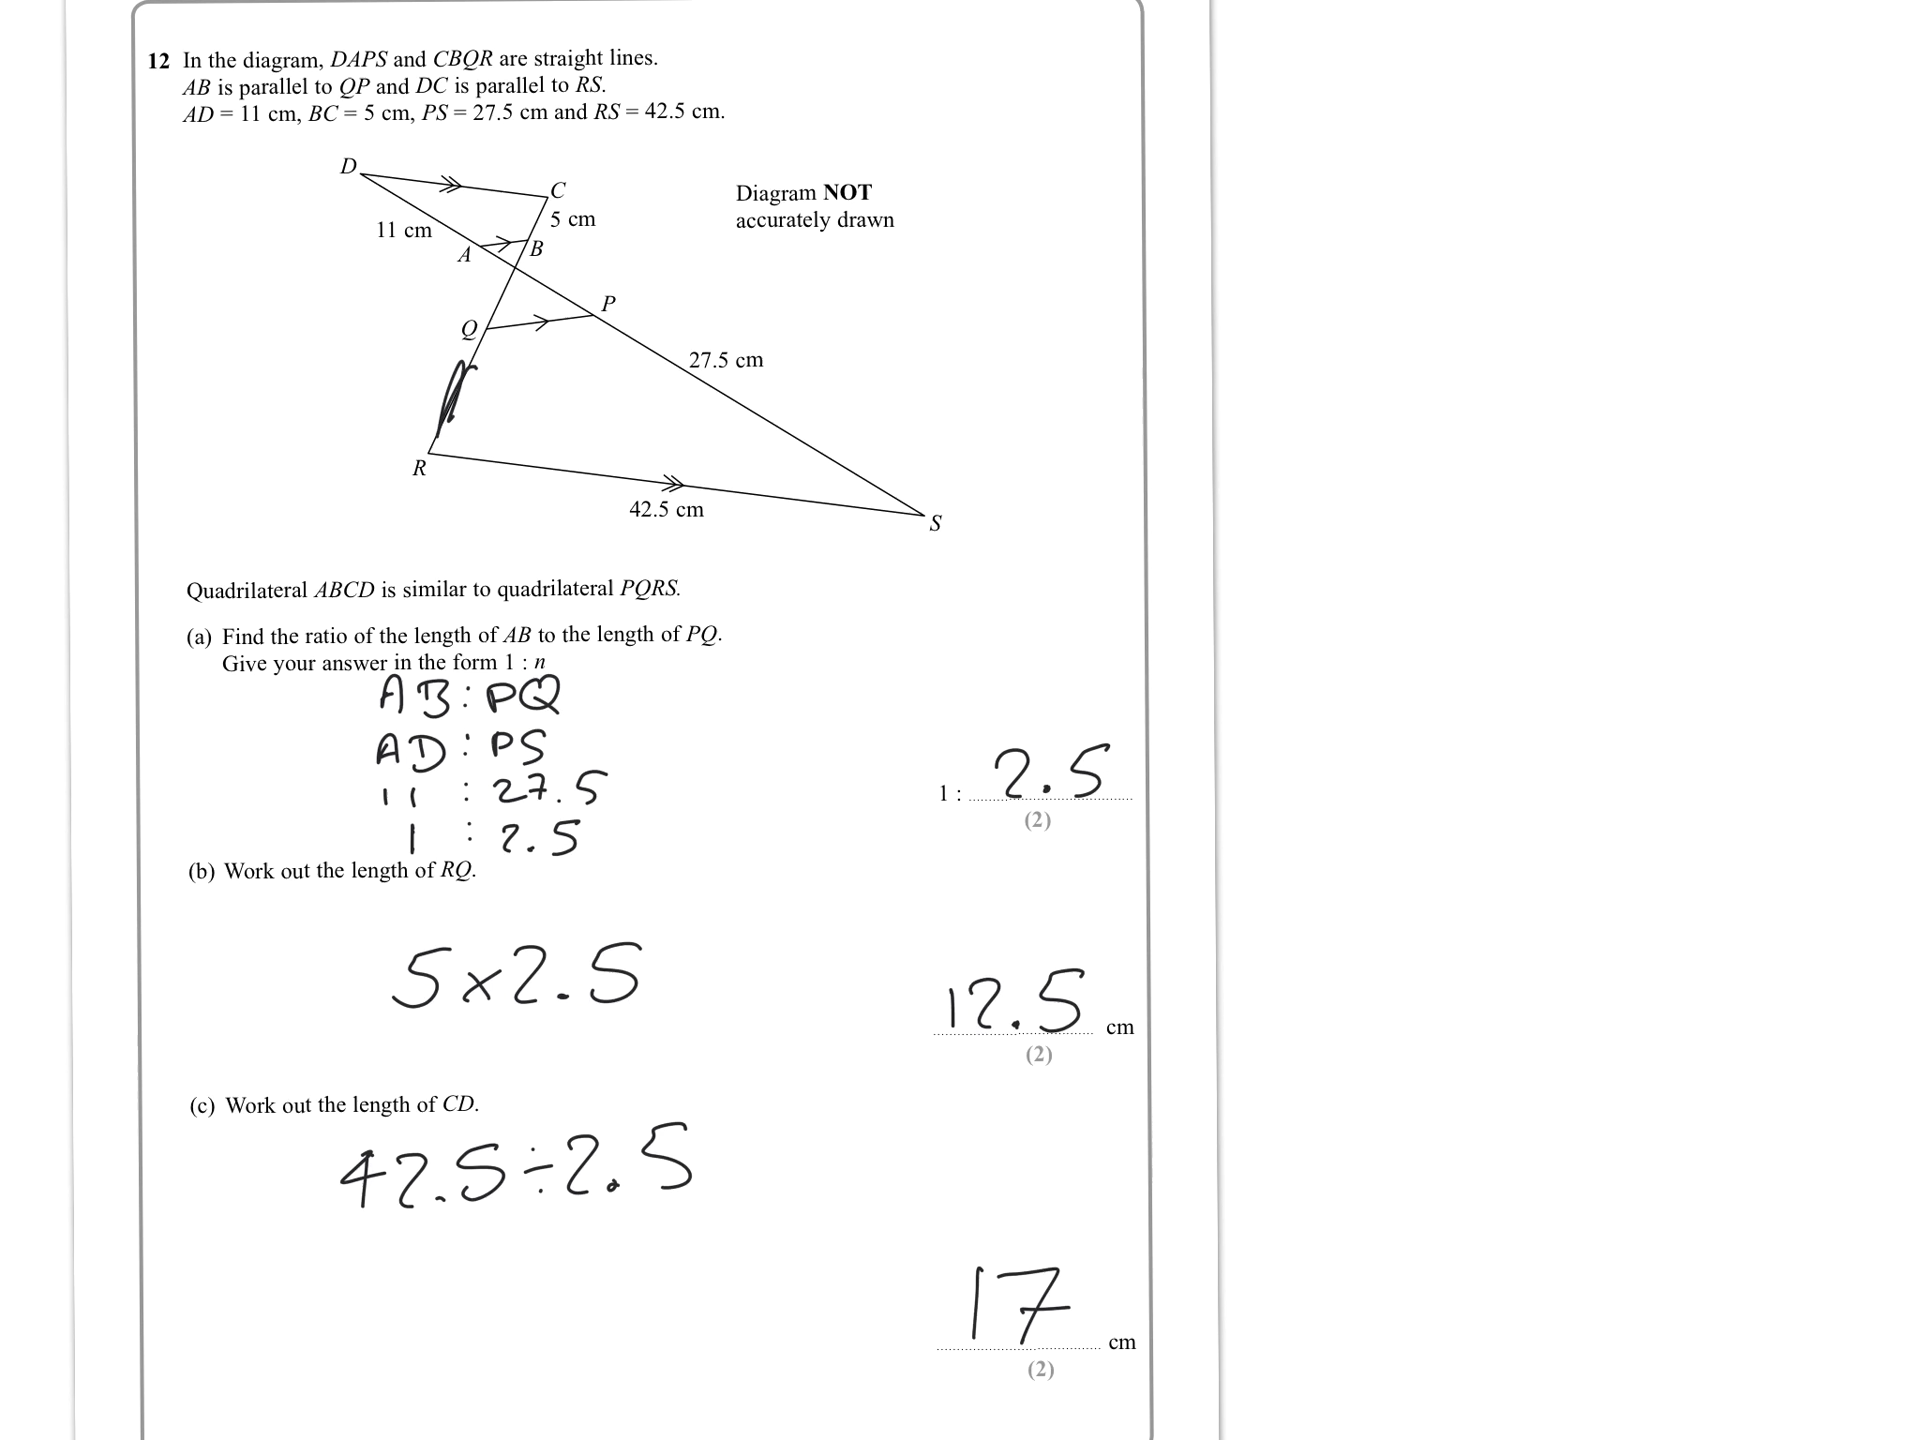 12 In the diagram, DAPS and CBQR are straight lines.
AB is parallel to QP and DC is parallel to RS.
AD = 11 cm, BC = 5 cm, PS = 27.5 cm and RS = 42.5 cm.
D
C
5 cm
Diagram NOT
accurately drawn
11 cm
A
B
P
Q
27.5 cm
R
42.5 cm
S
Quadrilateral ABCD is similar to quadrilateral PQRS.
(a) Find the ratio of the length of AB to the length of PQ.
Give your answer in the form 1 : n
AB : PQ
AD : PS
11 : 27.5
1 : 2.5
1 : 2.5
(2)
(b) Work out the length of RQ.
5 × 2.5
12.5 cm
(2)
(c) Work out the length of CD.
42.5 ÷ 2.5
17 cm
(2)